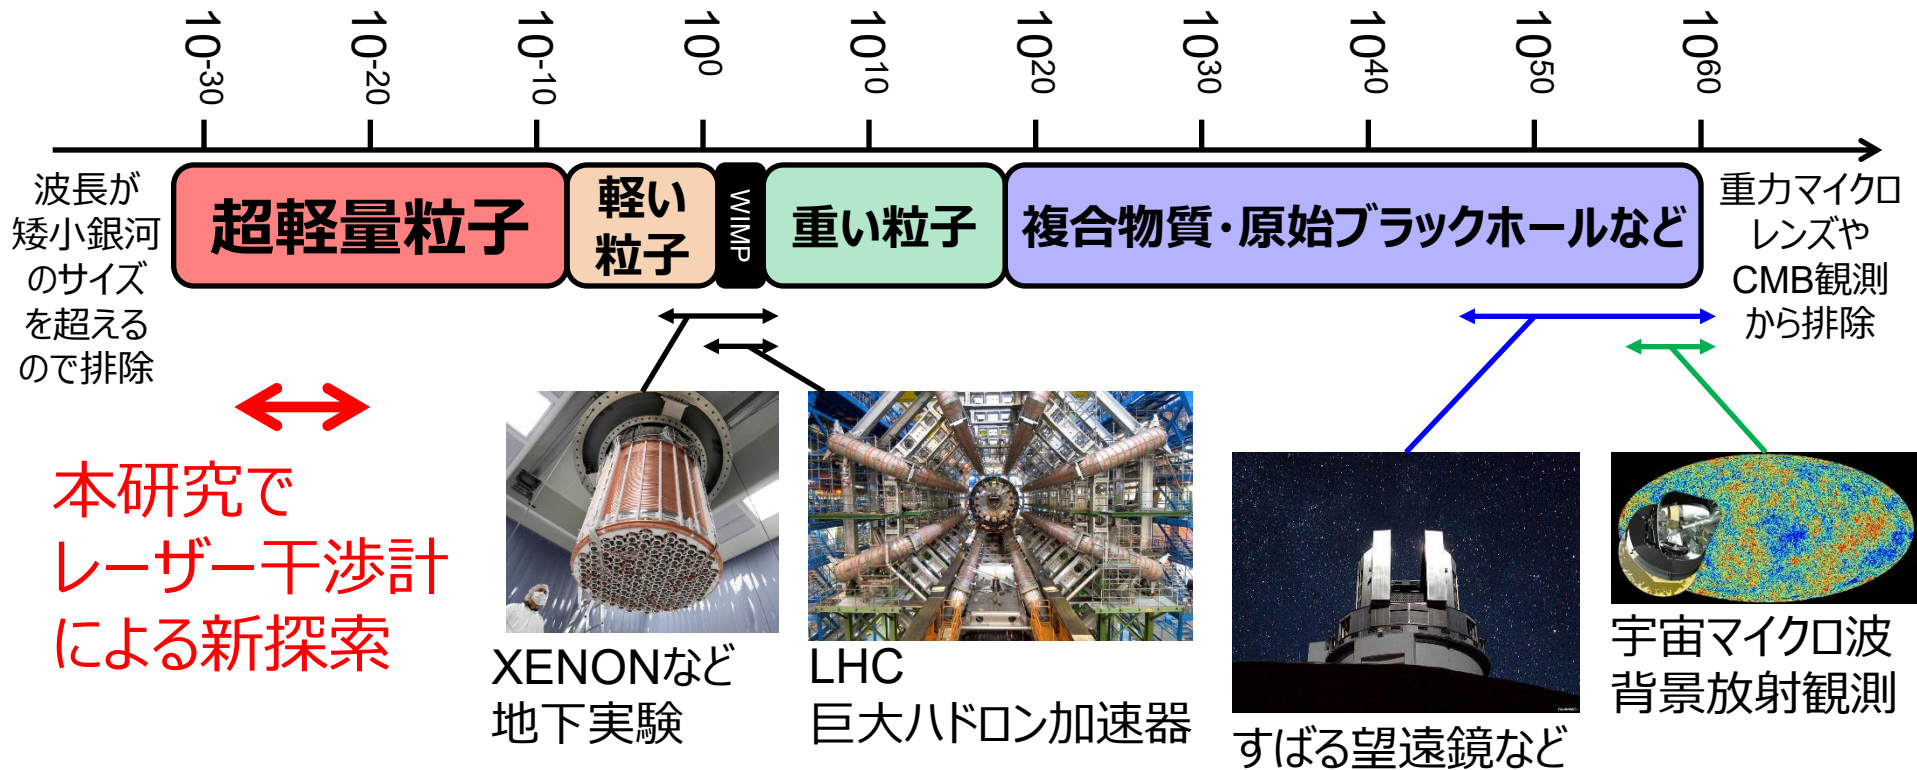 10-30
10-20
10-10
100
1010
1020
1030
1040
1050
1060
波長が
矮小銀河
のサイズ
を超える
ので排除
超軽量粒子
軽い
粒子
WIMP
重い粒子
複合物質・原始ブラックホールなど
重力マイクロ
レンズや
CMB観測
から排除
本研究で
レーザー干渉計
による新探索
XENONなど
地下実験
LHC
巨大ハドロン加速器
すばる望遠鏡など
宇宙マイクロ波
背景放射観測